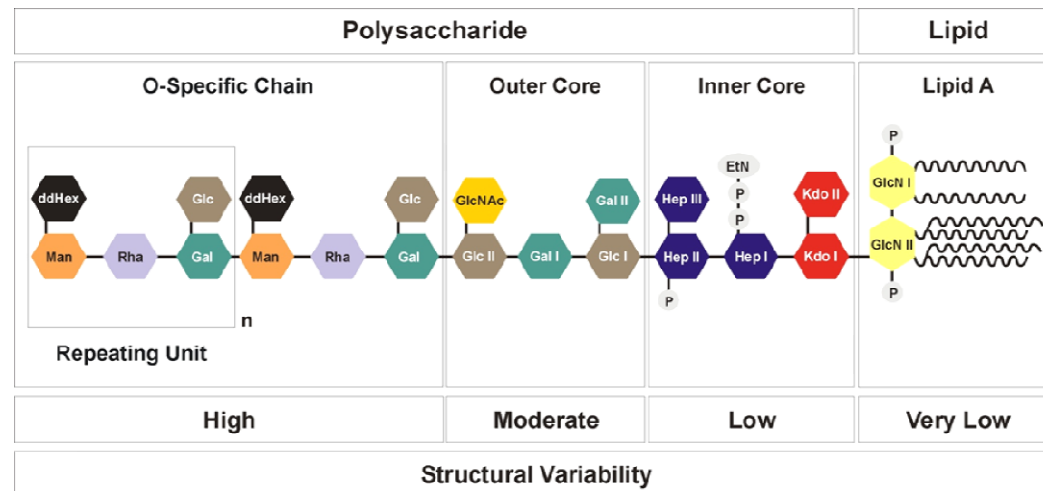 Polysaccharide Lipid
O-Specific Chain Outer Core Inner Core Lipid A
P
EtN
GlcN I
ddHex Glc ddHex Glc GlcNAc Gal II Hep III P Kdo II
P
Man Rha Gal Man Rha Gal Glc II Gal I Glc I Hep II Hep I Kdo I GlcN II
P P
n
Repeating Unit
High Moderate Low Very Low
Structural Variability